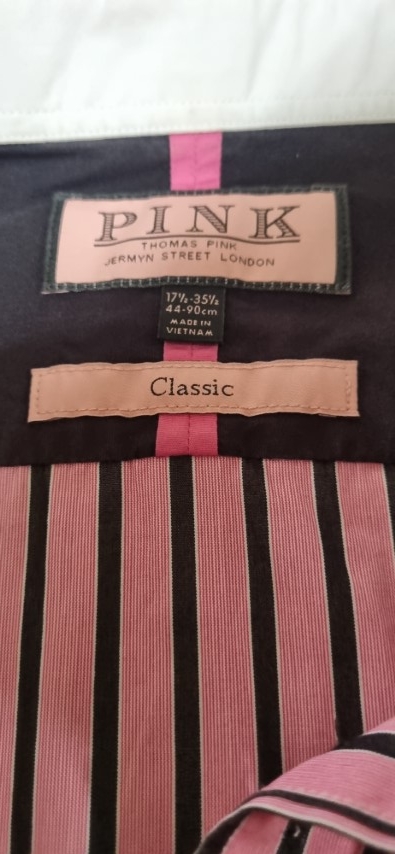 PINK
THOMAS PINK
JERMYN STREET LONDON
17½-35½
44-90cm
MADE IN
VIETNAM
Classic